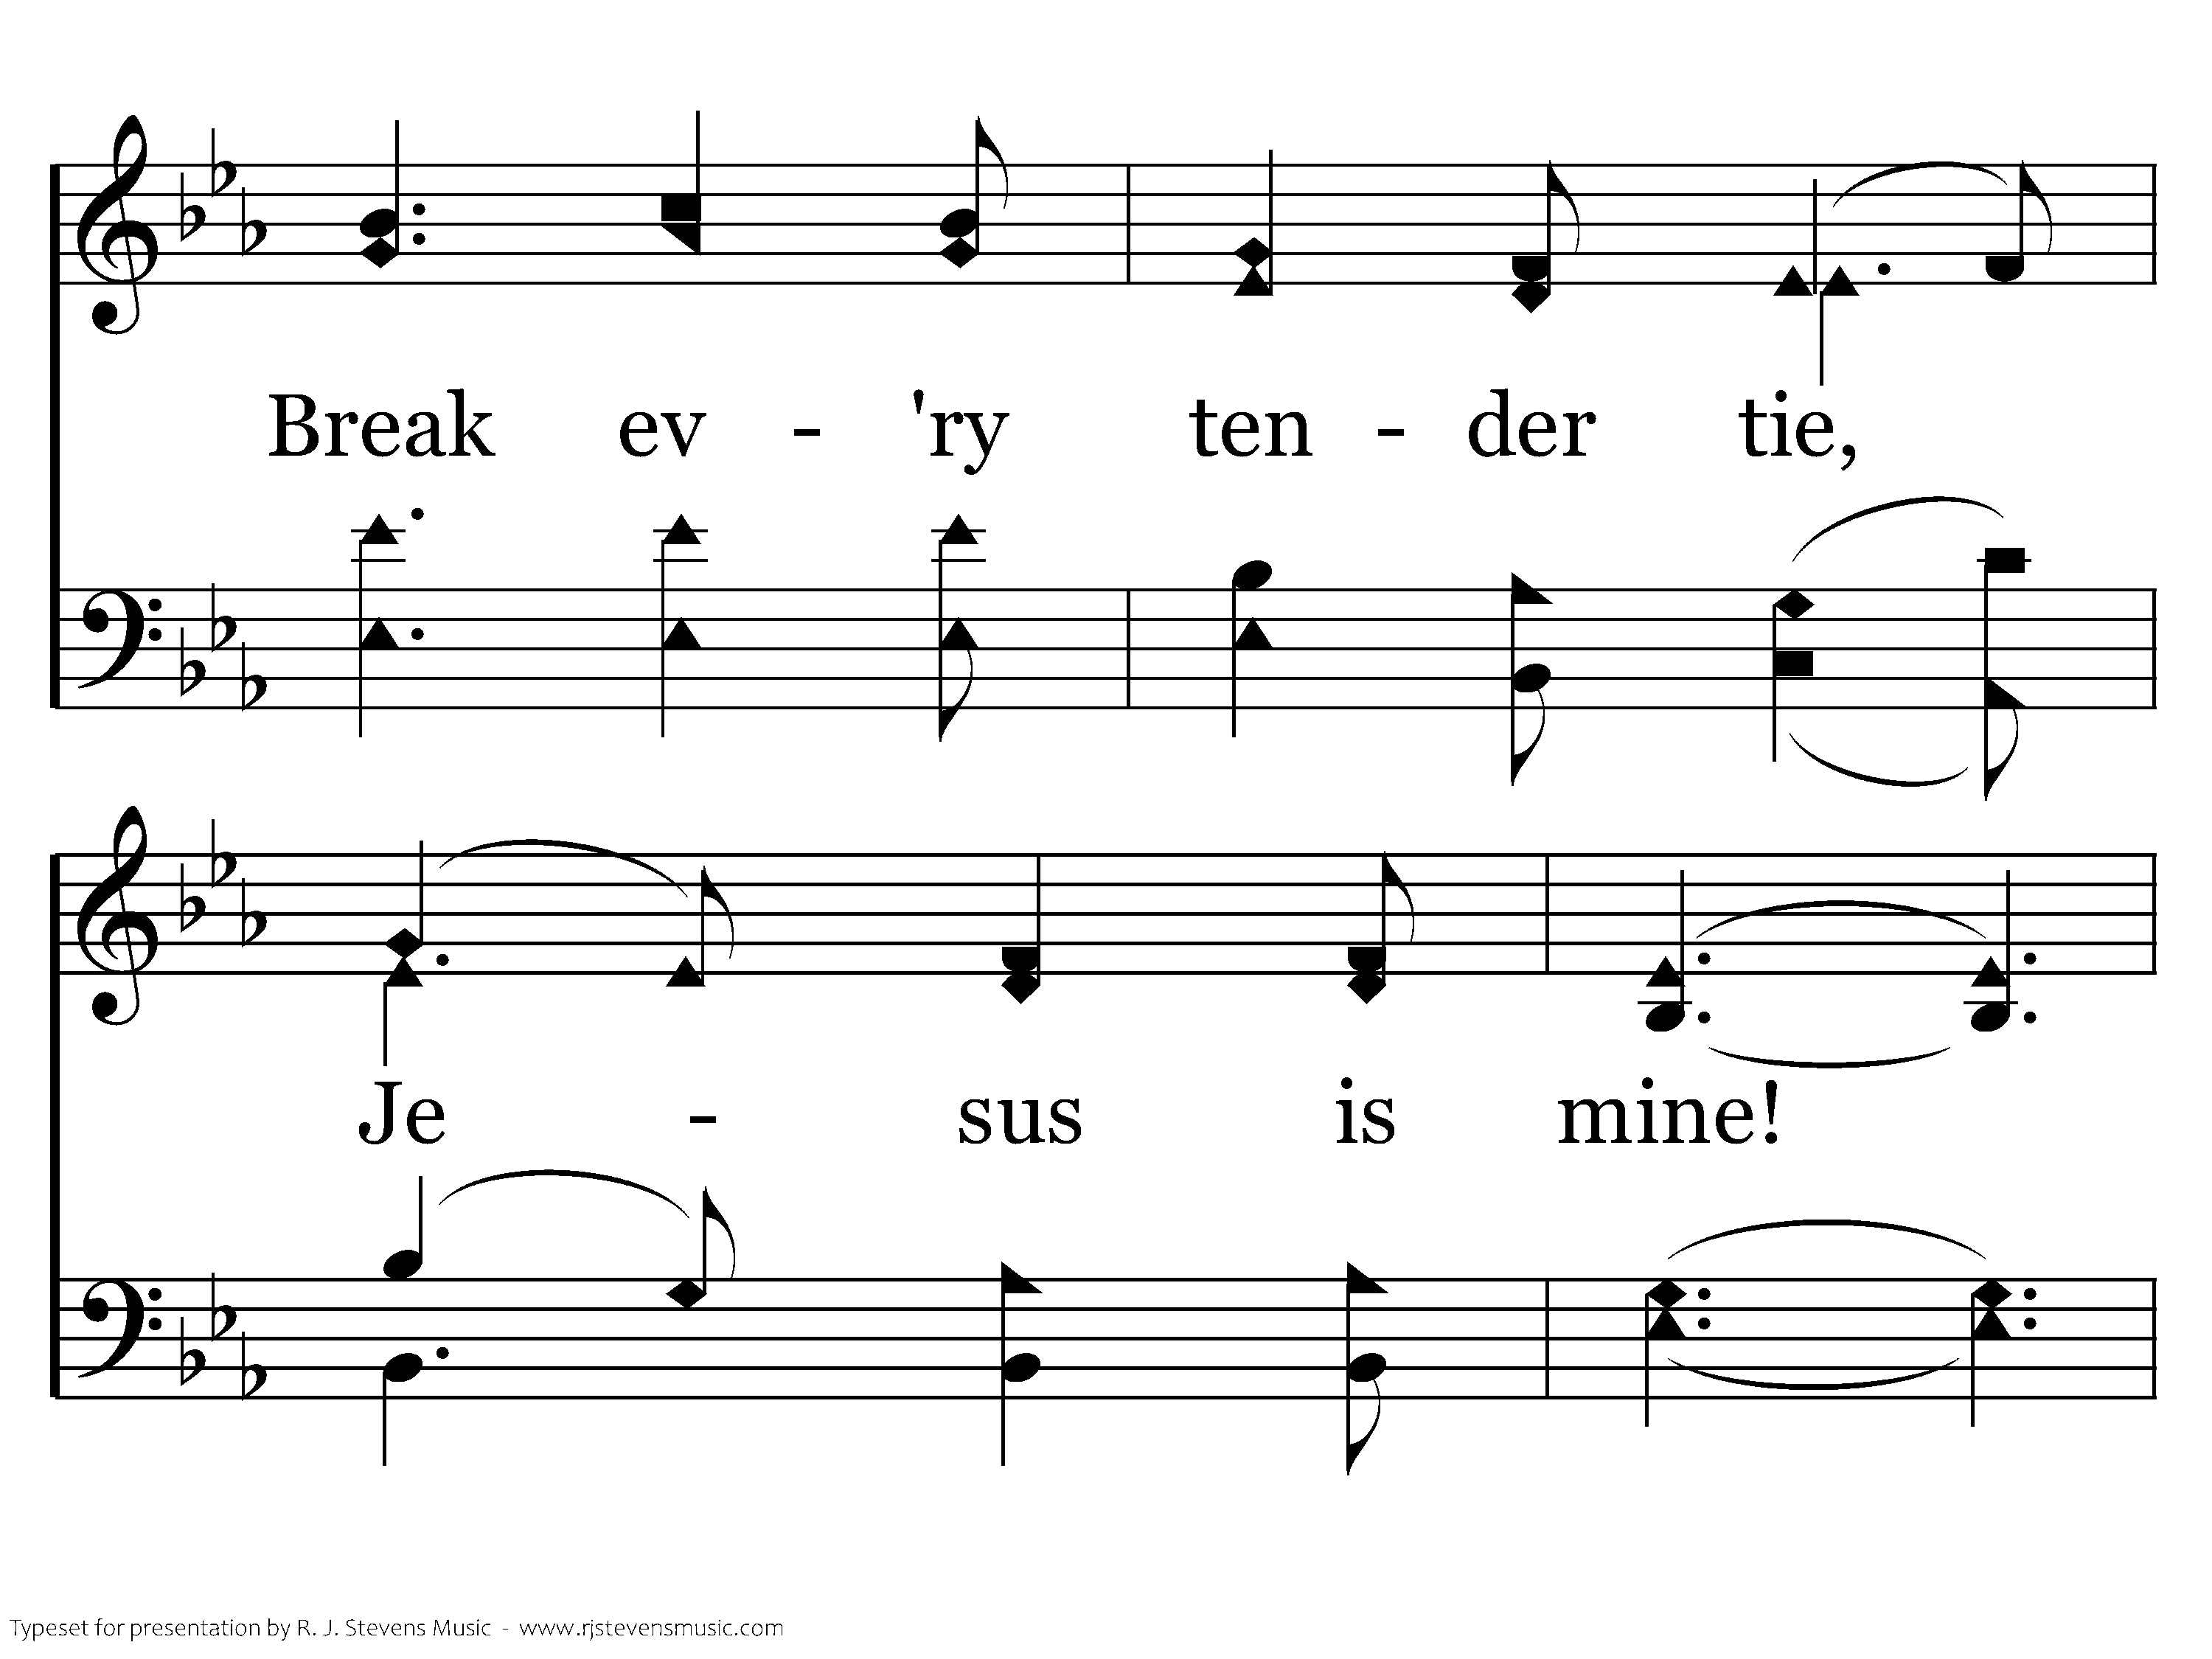 Break ev - 'ry ten - der tie,
Je - sus is mine!
Typeset for presentation by R. J. Stevens Music - www.rjstevensmusic.com